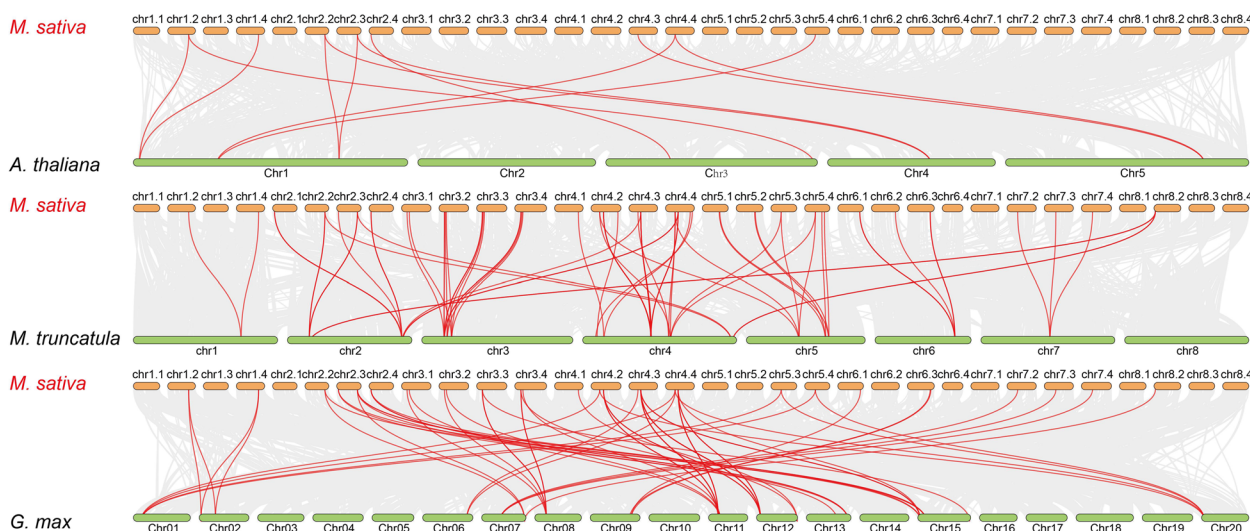 chr1.1 chr1.2 chr1.3 chr1.4 chr2.1 chr2.2 chr2.3 chr2.4 chr3.1 chr3.2 chr3.3 chr3.4 chr4.1 chr4.2 chr4.3 chr4.4 chr5.1 chr5.2 chr5.3 chr5.4 chr6.1 chr6.2 chr6.3 chr6.4 chr7.1 chr7.2 chr7.3 chr7.4 chr8.1 chr8.2 chr8.3 chr8.4
M. sativa
A. thaliana
Chr1 Chr2 Chr3 Chr4 Chr5
chr1.1 chr1.2 chr1.3 chr1.4 chr2.1 chr2.2 chr2.3 chr2.4 chr3.1 chr3.2 chr3.3 chr3.4 chr4.1 chr4.2 chr4.3 chr4.4 chr5.1 chr5.2 chr5.3 chr5.4 chr6.1 chr6.2 chr6.3 chr6.4 chr7.1 chr7.2 chr7.3 chr7.4 chr8.1 chr8.2 chr8.3 chr8.4
M. sativa
M. truncatula
chr1 chr2 chr3 chr4 chr5 chr6 chr7 chr8
chr1.1 chr1.2 chr1.3 chr1.4 chr2.1 chr2.2 chr2.3 chr2.4 chr3.1 chr3.2 chr3.3 chr3.4 chr4.1 chr4.2 chr4.3 chr4.4 chr5.1 chr5.2 chr5.3 chr5.4 chr6.1 chr6.2 chr6.3 chr6.4 chr7.1 chr7.2 chr7.3 chr7.4 chr8.1 chr8.2 chr8.3 chr8.4
M. sativa
G. max
Chr01 Chr02 Chr03 Chr04 Chr05 Chr06 Chr07 Chr08 Chr09 Chr10 Chr11 Chr12 Chr13 Chr14 Chr15 Chr16 Chr17 Chr18 Chr19 Chr20